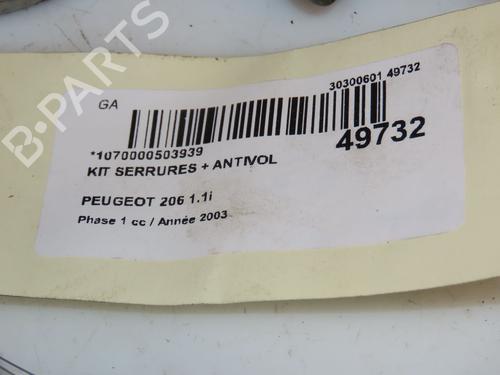 GA
30300601 49732
49732
*1070000503939
KIT SERRURES + ANTIVOL
PEUGEOT 206 1.1i
Phase 1 cc / Année 2003
B-PARTS